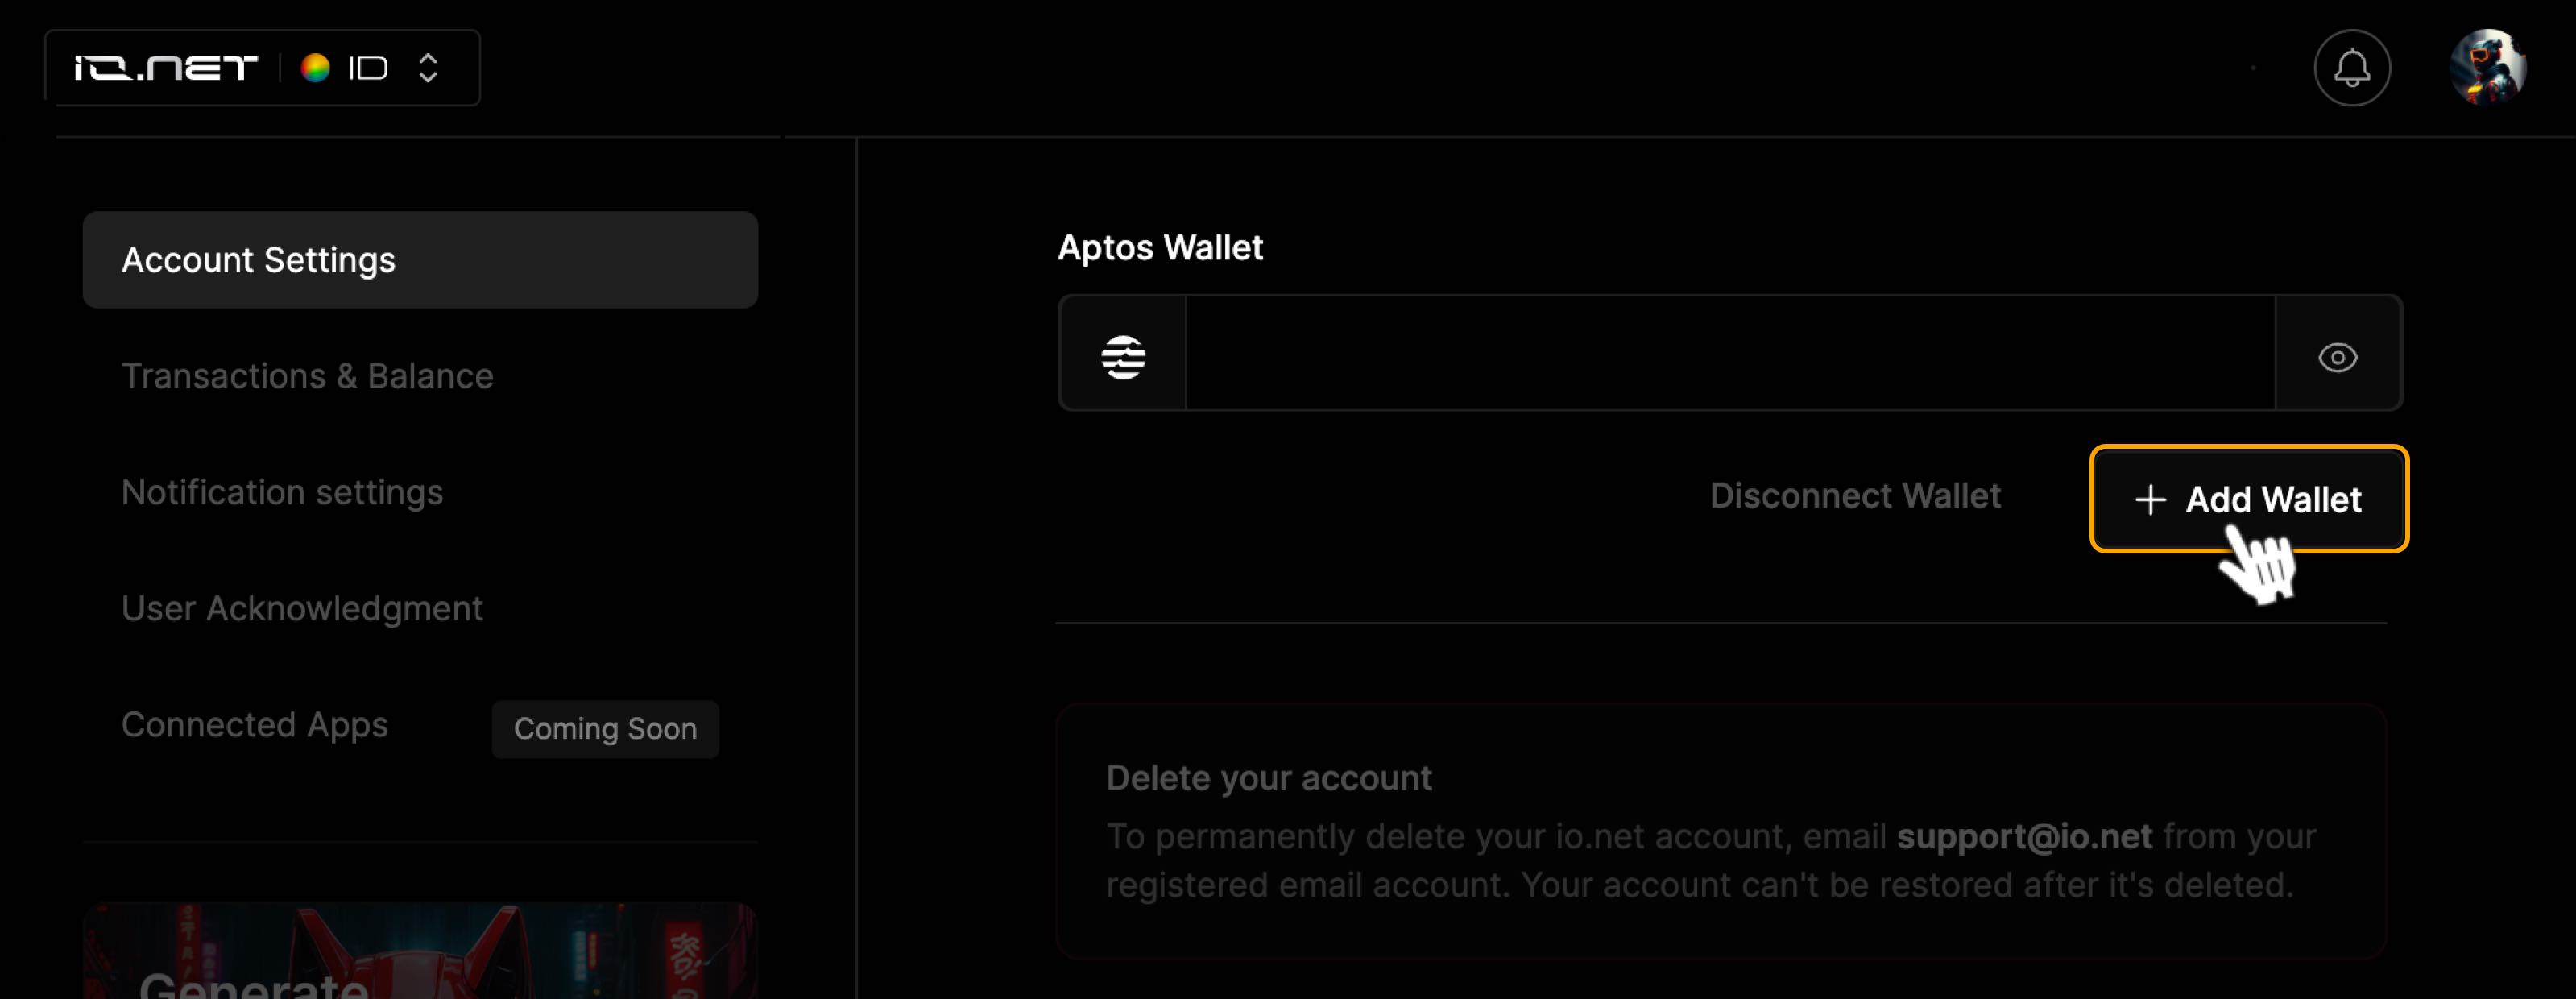 io.net
ID
Account Settings
Transactions & Balance
Notification settings
User Acknowledgment
Connected Apps
Coming Soon
Generate
Aptos Wallet
Disconnect Wallet
+ Add Wallet
Delete your account
To permanently delete your io.net account, email support@io.net from your
registered email account. Your account can't be restored after it's deleted.